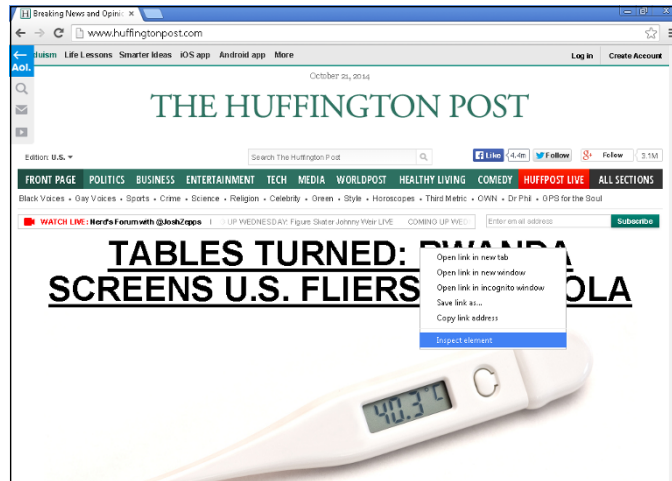 Breaking News and Opini
www.huffingtonpost.com
duism Life Lessons Smarter Ideas iOS app Android app More Log in Create Account
Aol.
October 21, 2014
THE HUFFINGTON POST
Edition: U.S. Search The Huffington Post Like 4.4m Follow Follow 3.1M
FRONT PAGE POLITICS BUSINESS ENTERTAINMENT TECH MEDIA WORLDPOST HEALTHY LIVING COMEDY HUFFPOST LIVE ALL SECTIONS
Black Voices • Gay Voices • Sports • Crime • Science • Religion • Celebrity • Green • Style • Horoscopes • Third Metric • OWN • Dr Phil • GPS for the Soul
WATCH LIVE: Nerd's Forum with @JoshZepps UP WEDNESDAY: Figure Skater Johnny Weir LIVE COMING UP WED Enter email address Subscribe
TABLES TURNED: RWANDA
SCREENS U.S. FLIERS OLA
Open link in new tab
Open link in new window
Open link in incognito window
Save link as...
Copy link address
Inspect element
40.3°C